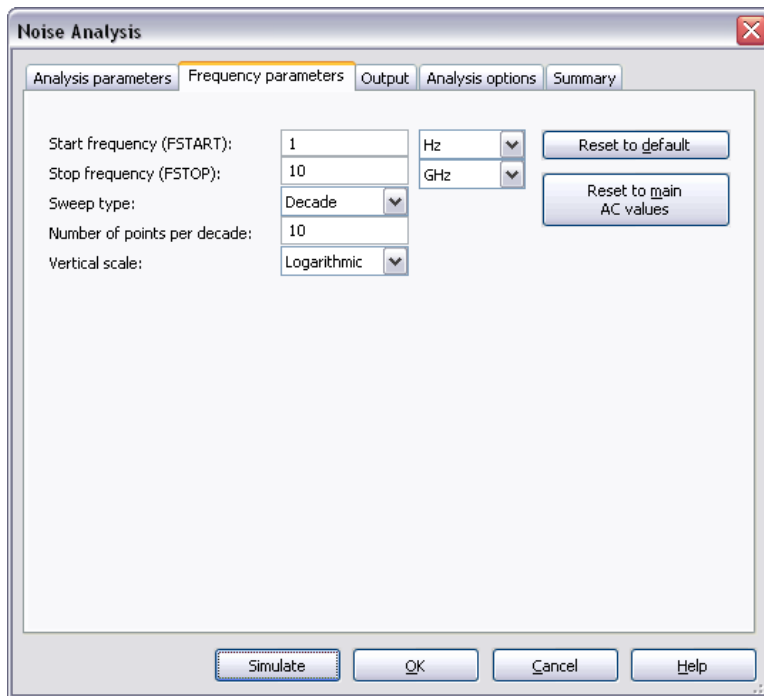 Noise Analysis
Analysis parameters Frequency parameters Output Analysis options Summary
Start frequency (FSTART): 1 Hz Reset to default
Stop frequency (FSTOP): 10 GHz
Reset to main
AC values
Sweep type: Decade
Number of points per decade: 10
Vertical scale: Logarithmic
Simulate OK Cancel Help